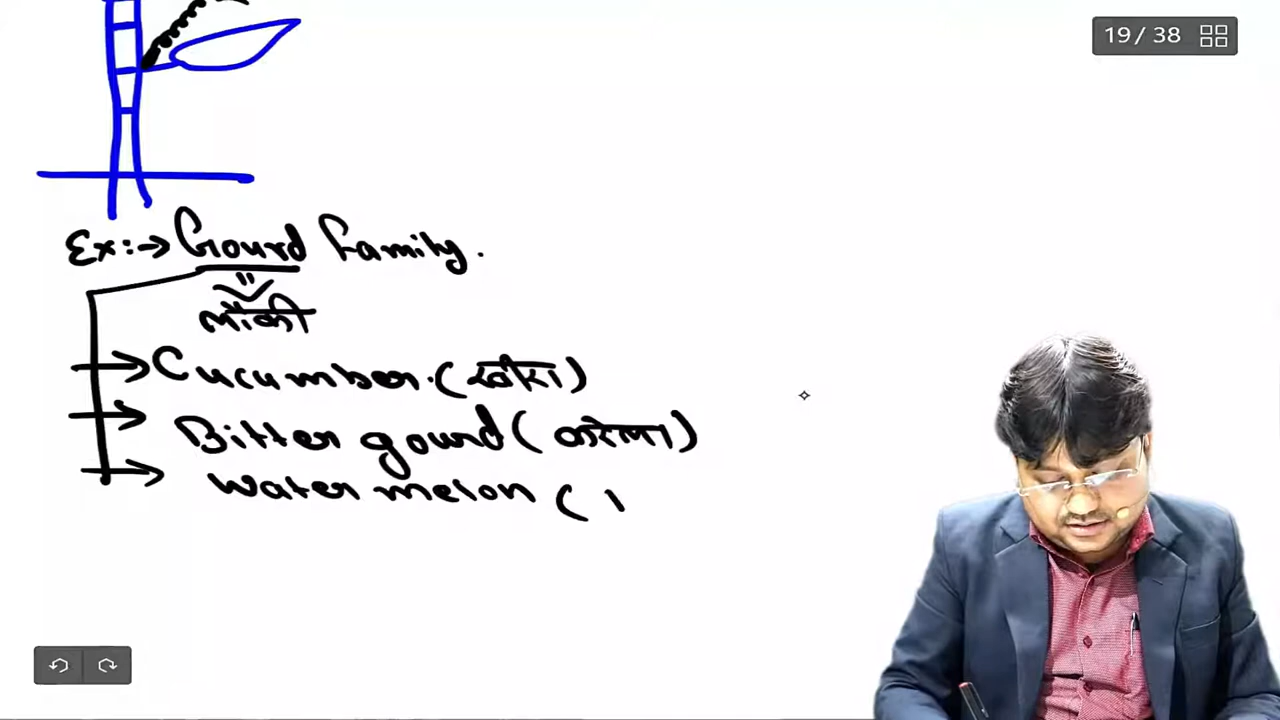 19 / 38
Ex:→ Gourd family.
लौकी
Cucumber.(खीरा)
Bitter gourd (करेला)
Water melon (